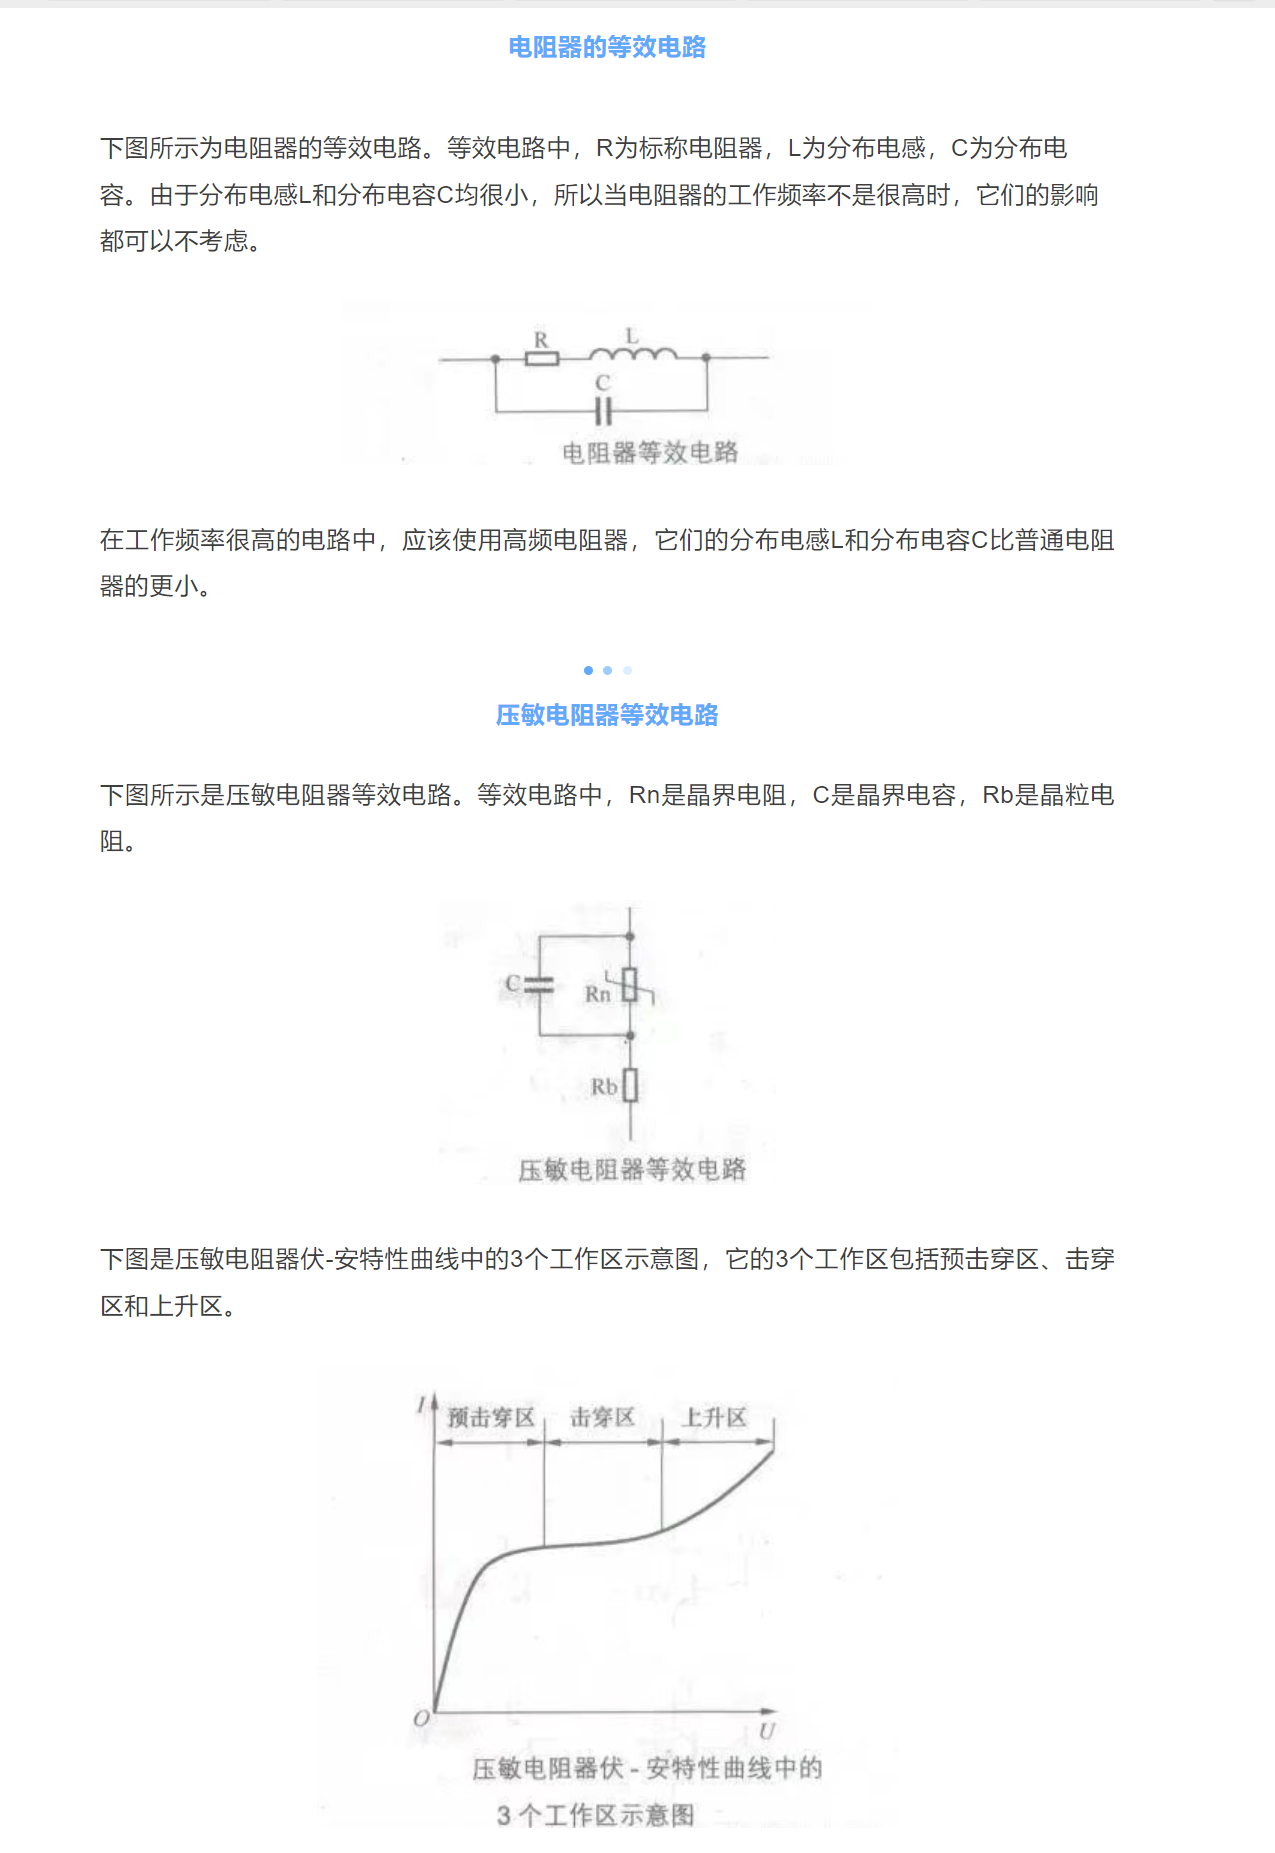 电阻器的等效电路
下图所示为电阻器的等效电路。等效电路中，R为标称电阻器，L为分布电感，C为分布电
容。由于分布电感L和分布电容C均很小，所以当电阻器的工作频率不是很高时，它们的影响
都可以不考虑。
R
L
C
电阻器等效电路
在工作频率很高的电路中，应该使用高频电阻器，它们的分布电感L和分布电容C比普通电阻
器的更小。
压敏电阻器等效电路
下图所示是压敏电阻器等效电路。等效电路中，Rn是晶界电阻，C是晶界电容，Rb是晶粒电
阻。
C
Rn
Rb
压敏电阻器等效电路
下图是压敏电阻器伏-安特性曲线中的3个工作区示意图，它的3个工作区包括预击穿区、击穿
区和上升区。
I
预击穿区
击穿区
上升区
O
U
压敏电阻器伏 - 安特性曲线中的
3 个工作区示意图